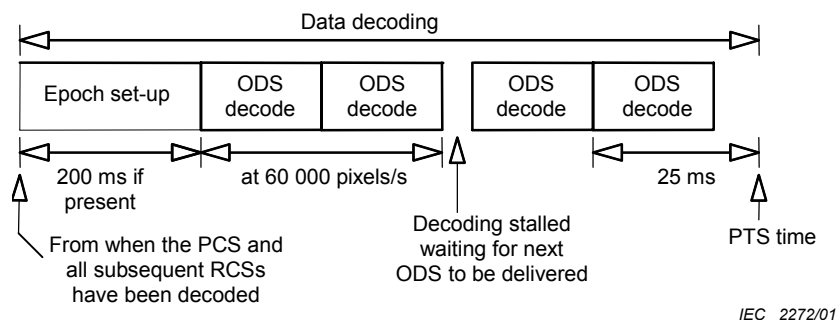 Data decoding
Epoch set-up
ODS
decode
ODS
decode
ODS
decode
ODS
decode
200 ms if
present
at 60 000 pixels/s
25 ms
From when the PCS and
all subsequent RCSs
have been decoded
Decoding stalled
waiting for next
ODS to be delivered
PTS time
IEC 2272/01